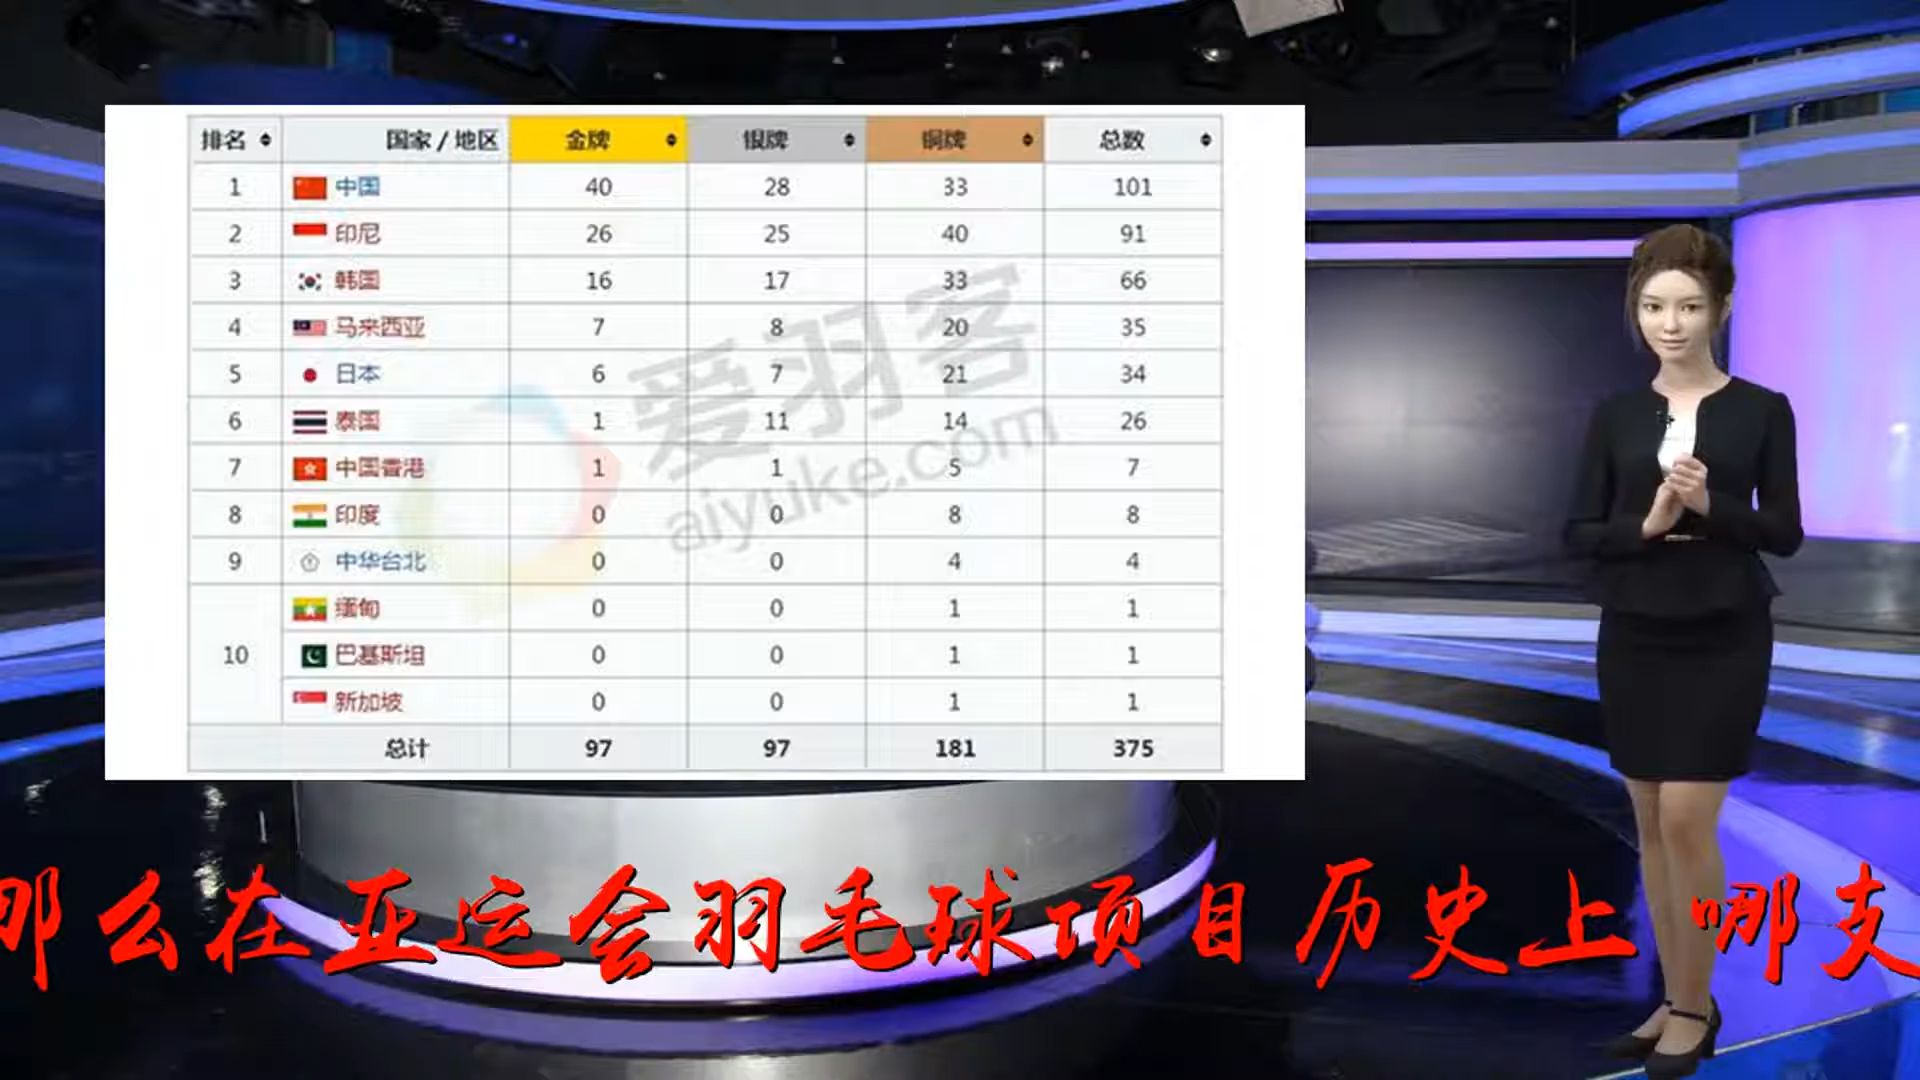 排名 国家 / 地区 金牌 银牌 铜牌 总数
1 中国 40 28 33 101
2 印尼 26 25 40 91
3 韩国 16 17 33 66
4 马来西亚 7 8 20 35
5 日本 6 7 21 34
6 泰国 1 11 14 26
7 中国香港 1 1 5 7
8 印度 0 0 8 8
9 中华台北 0 0 4 4
10 缅甸 0 0 1 1
巴基斯坦 0 0 1 1
新加坡 0 0 1 1
总计 97 97 181 375
爱羽客
aiyuke.com
那么在亚运会羽毛球项目历史上 哪支